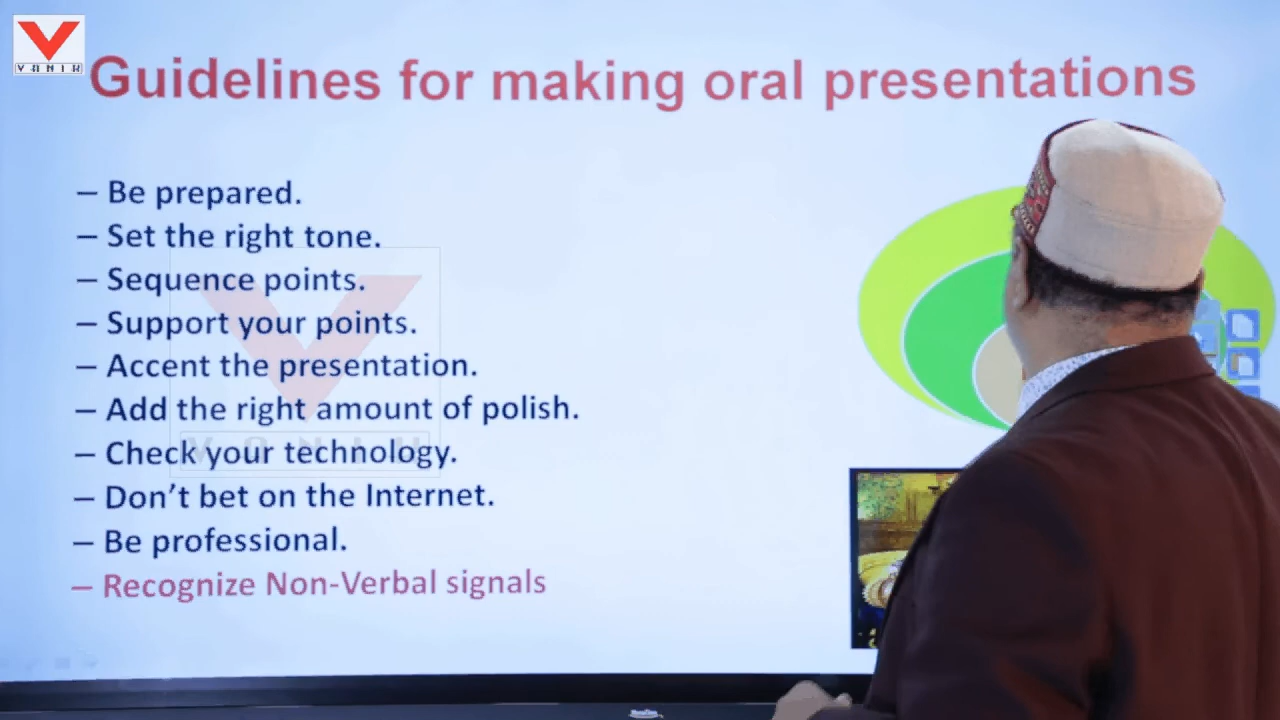 VANIK
Guidelines for making oral presentations
– Be prepared.
– Set the right tone.
– Sequence points.
– Support your points.
– Accent the presentation.
– Add the right amount of polish.
– Check your technology.
– Don’t bet on the Internet.
– Be professional.
– Recognize Non-Verbal signals
VANIK